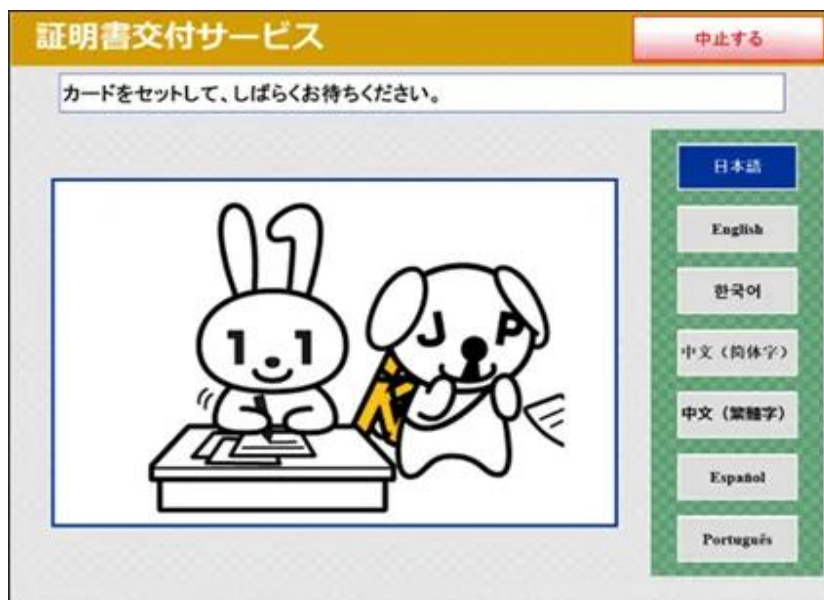 証明書交付サービス
中止する
カードをセットして、しばらくお待ちください。
日本語
English
한국어
中文（简体字）
中文（繁體字）
Español
Português
1 1
J P